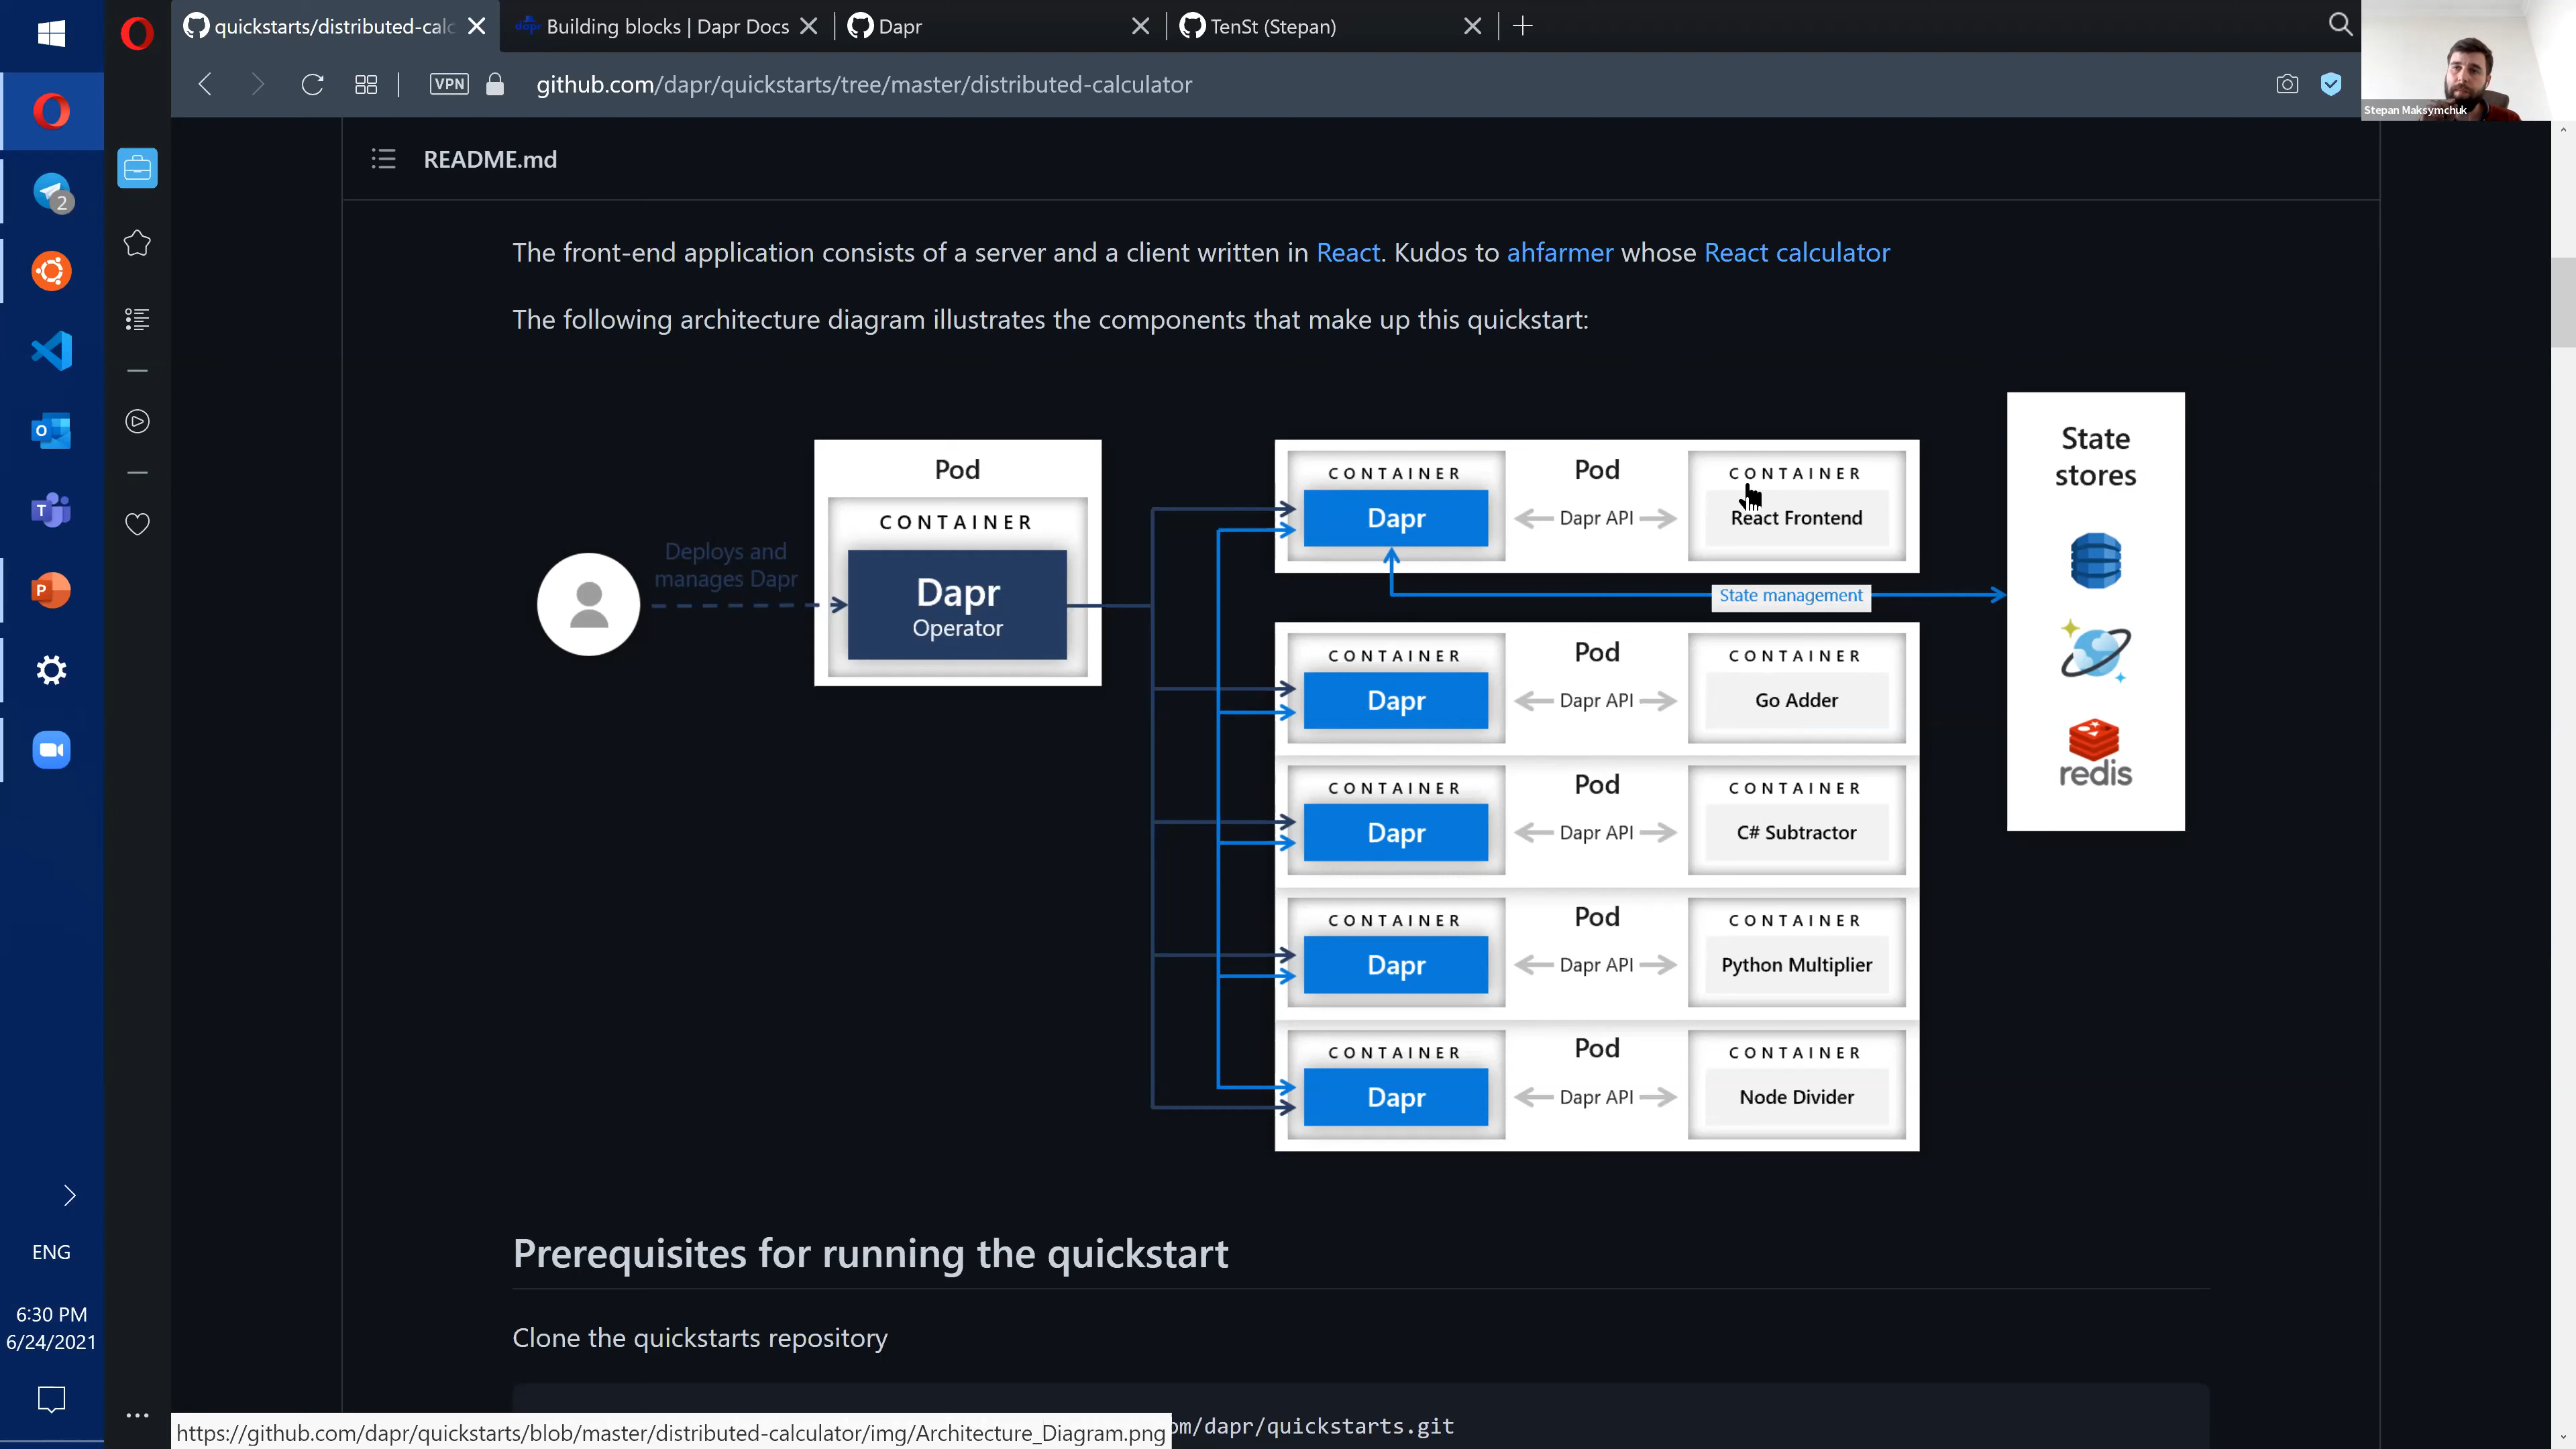 quickstarts/distributed-calc
Building blocks | Dapr Docs
Dapr
TenSt (Stepan)
VPN
github.com/dapr/quickstarts/tree/master/distributed-calculator
Stepan Maksymchuk
2
README.md
The front-end application consists of a server and a client written in React. Kudos to ahfarmer whose React calculator
The following architecture diagram illustrates the components that make up this quickstart:
Deploys and
manages Dapr
Pod
CONTAINER
Dapr
Operator
CONTAINER
Dapr
Pod
Dapr API
CONTAINER
React Frontend
State management
State
stores
redis
CONTAINER
Dapr
Pod
Dapr API
CONTAINER
Go Adder
CONTAINER
Dapr
Pod
Dapr API
CONTAINER
C# Subtractor
CONTAINER
Dapr
Pod
Dapr API
CONTAINER
Python Multiplier
CONTAINER
Dapr
Pod
Dapr API
CONTAINER
Node Divider
Prerequisites for running the quickstart
Clone the quickstarts repository
om/dapr/quickstarts.git
https://github.com/dapr/quickstarts/blob/master/distributed-calculator/img/Architecture_Diagram.png
ENG
6:30 PM
6/24/2021